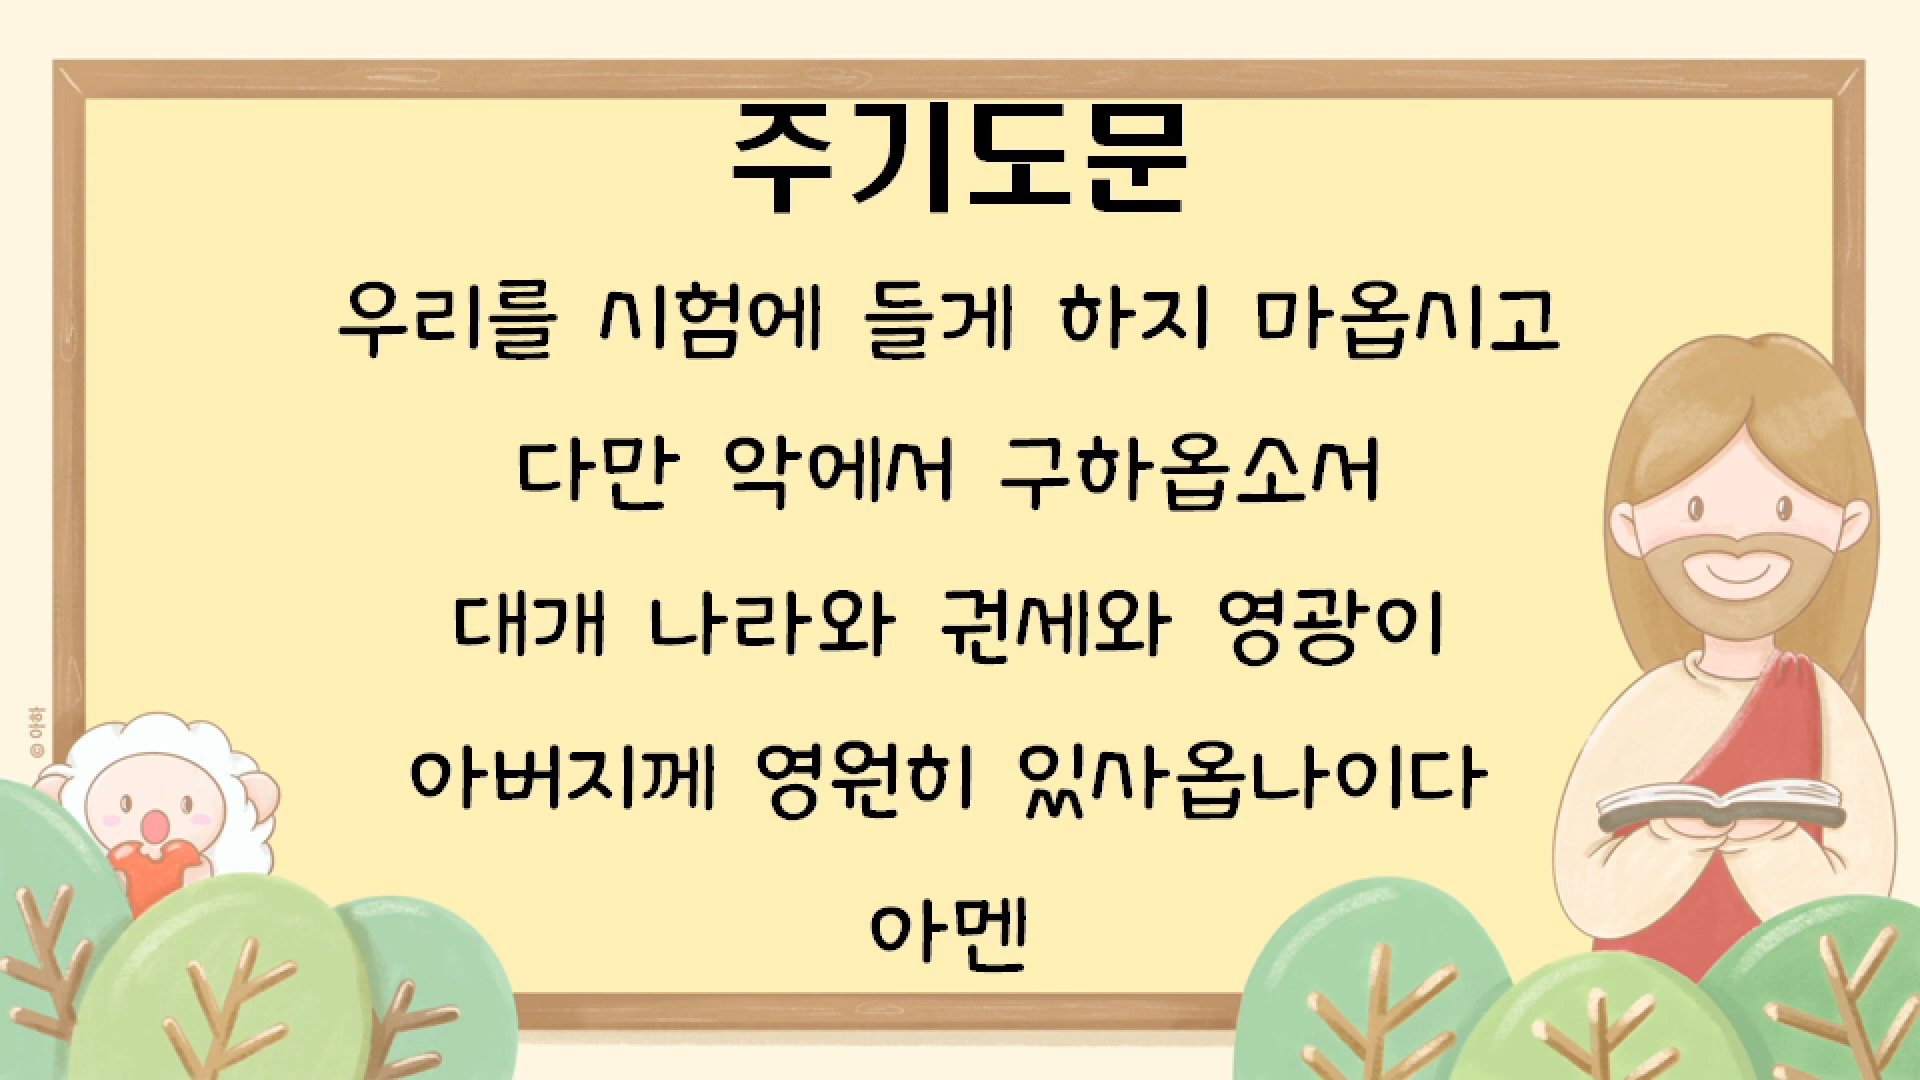 주기도문
우리를 시험에 들게 하지 마옵시고
다만 악에서 구하옵소서
대개 나라와 권세와 영광이
아버지께 영원히 있사옵나이다
아멘
© 아하